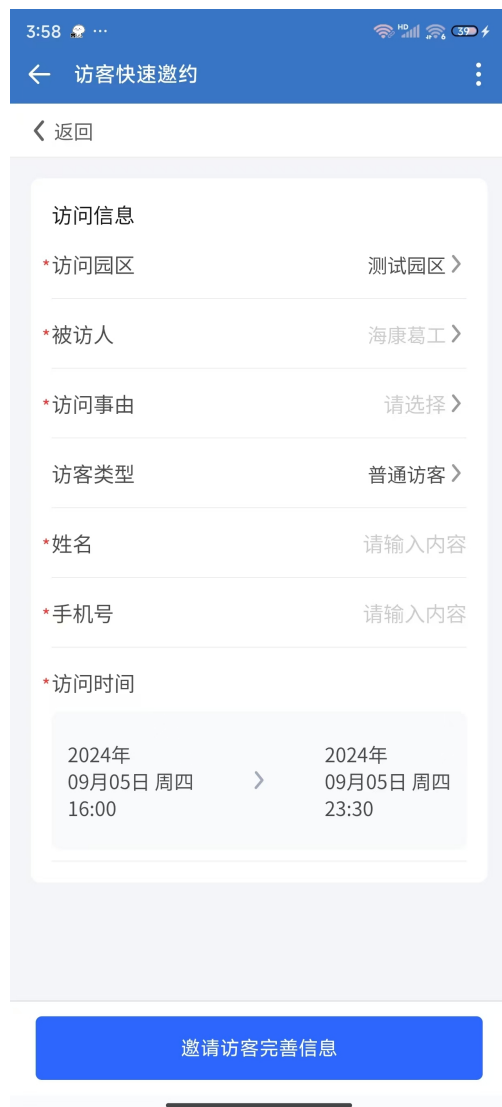 3:58 ··· HD 6 39
访客快速邀约
返回
访问信息
*访问园区 测试园区
*被访人 海康葛工
*访问事由 请选择
访客类型 普通访客
*姓名 请输入内容
*手机号 请输入内容
*访问时间
2024年 2024年
09月05日 周四 09月05日 周四
16:00 23:30
邀请访客完善信息